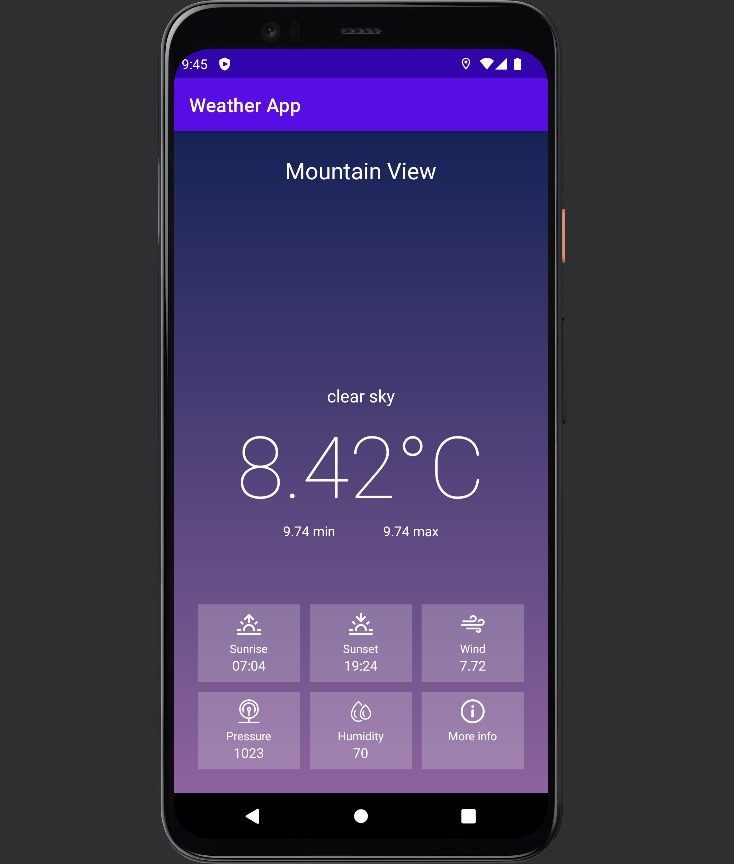 9:45
Weather App
Mountain View
clear sky
8.42°C
9.74 min 9.74 max
Sunrise Sunset Wind
07:04 19:24 7.72
Pressure Humidity More info
1023 70